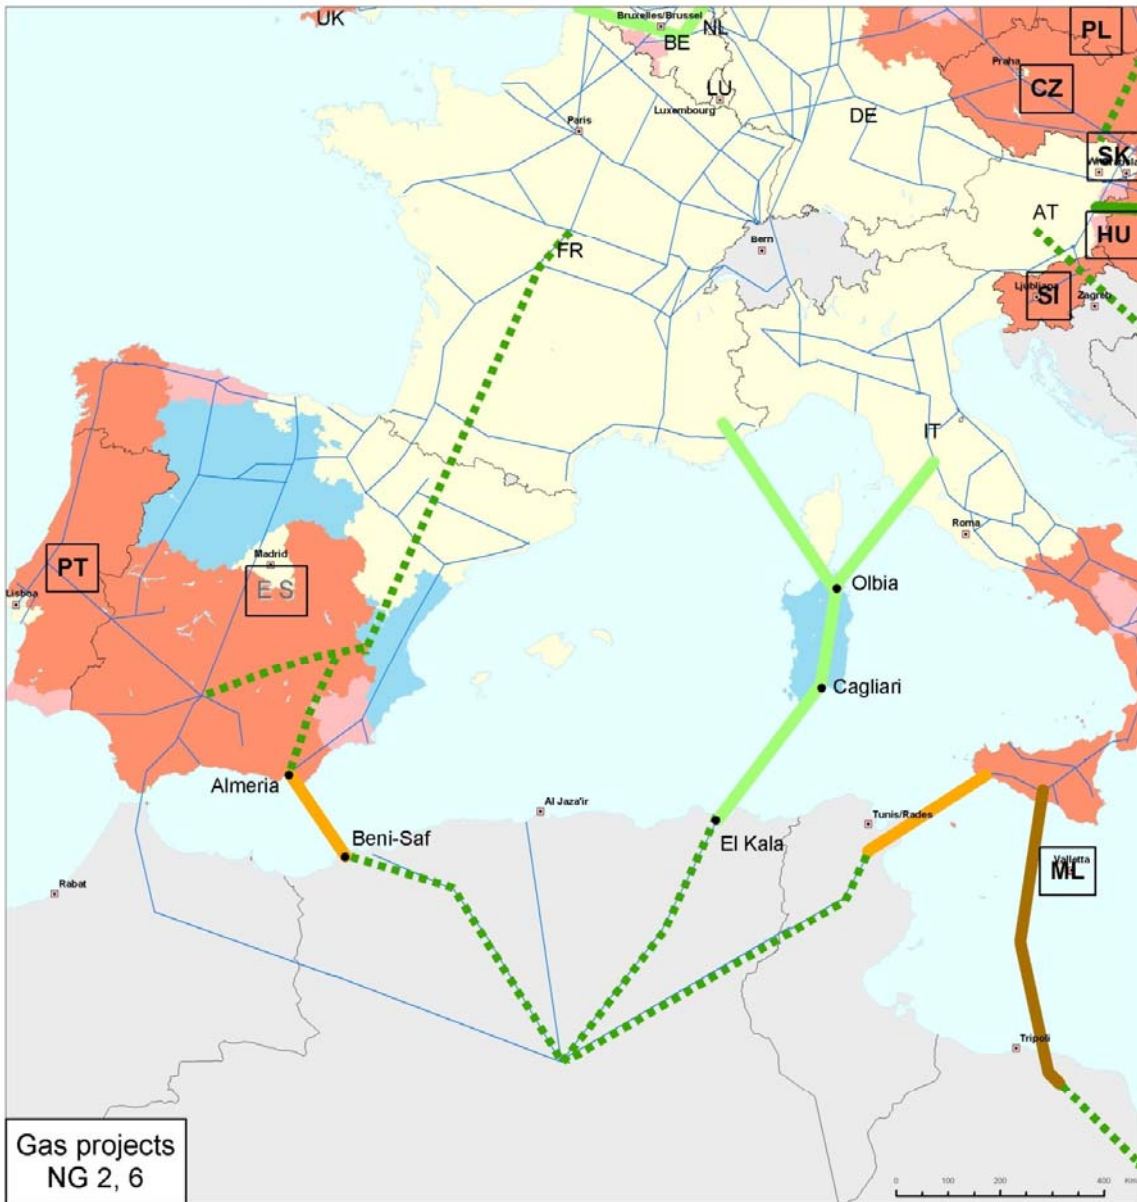 UK
Bruxelles/Brussel
NL
BE
PL
Praha
CZ
LU
Luxembourg
DE
Paris
SK
AT
FR
Bern
HU
Ljubljana
SI
Zagreb
IT
Roma
Madrid
PT
ES
Lisboa
Olbia
Cagliari
Almeria
Al Jaza'ir
Tunis/Rades
Beni-Saf
El Kala
Valletta
ML
Rabat
Tripoli
Gas projects
NG 2, 6
0 100 200 400